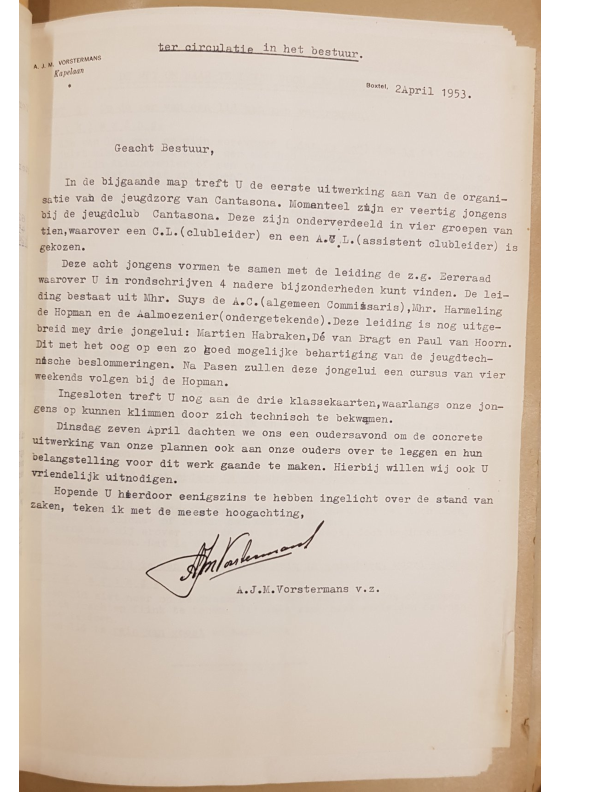 ter circulatie in het bestuur.
A. J. M. VORSTERMANS
Kapelaan
Boxtel, 2April 1953.
Geacht Bestuur,
In de bijgaande map treft U de eerste uitwerking aan van de organi-
satie van de jeugdzorg van Cantasona. Momenteel zijn er veertig jongens
bij de jeugdclub Cantasona. Deze zijn onderverdeeld in vier groepen van
tien,waarover een C.L.(clubleider) en een A.C.L.(assistent clubleider) is
gekozen.
Deze acht jongens vormen te samen met de leiding de z.g. Eereraad
waarover U in rondschrijven 4 nadere bijzonderheden kunt vinden. De lei-
ding bestaat uit Mhr. Suys de A.C.(algemeen Commissaris),Mhr. Harmeling
de Hopman en de Aalmoezenier(ondergetekende).Deze leiding is nog uitge-
breid mey drie jongelui: Martien Habraken,Dé van Bragt en Paul van Hoorn.
Dit met het oog op een zo goed mogelijke behartiging van de jeugdtech-
nische beslommeringen. Na Pasen zullen deze jongelui een cursus van vier
weekends volgen bij de Hopman.
Ingesloten treft U nog aan de drie klassekaarten,waarlangs onze jon-
gens op kunnen klimmen door zich technisch te bekwamen.
Dinsdag zeven April dachten we ons een oudersavond om de concrete
uitwerking van onze plannen ook aan onze ouders over te leggen en hun
belangstelling voor dit werk gaande te maken. Hierbij willen wij ook U
vriendelijk uitnodigen.
Hopende U hierdoor eenigszins te hebben ingelicht over de stand van
zaken, teken ik met de meeste hoogachting,
AJMVorstermans
A.J.M.Vorstermans v.z.